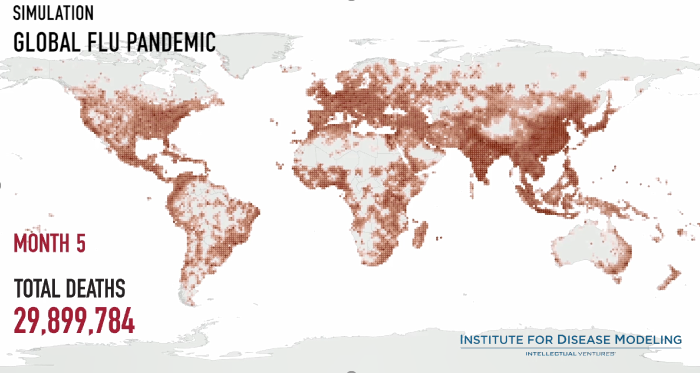 SIMULATION
GLOBAL FLU PANDEMIC
MONTH 5
TOTAL DEATHS
29,899,784
INSTITUTE FOR DISEASE MODELING
INTELLECTUAL VENTURES